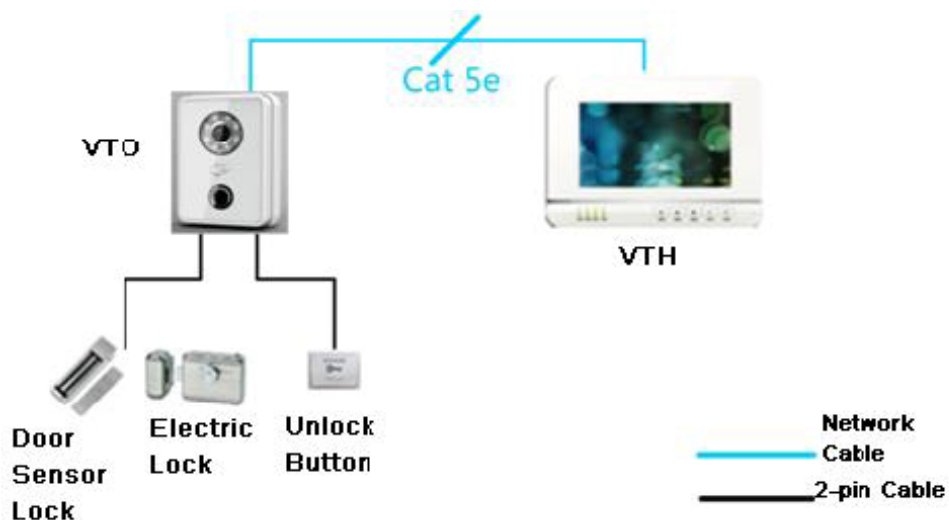 Cat 5e
VTO
VTH
Door
Sensor
Lock
Electric
Lock
Unlock
Button
Network
Cable
2-pin Cable